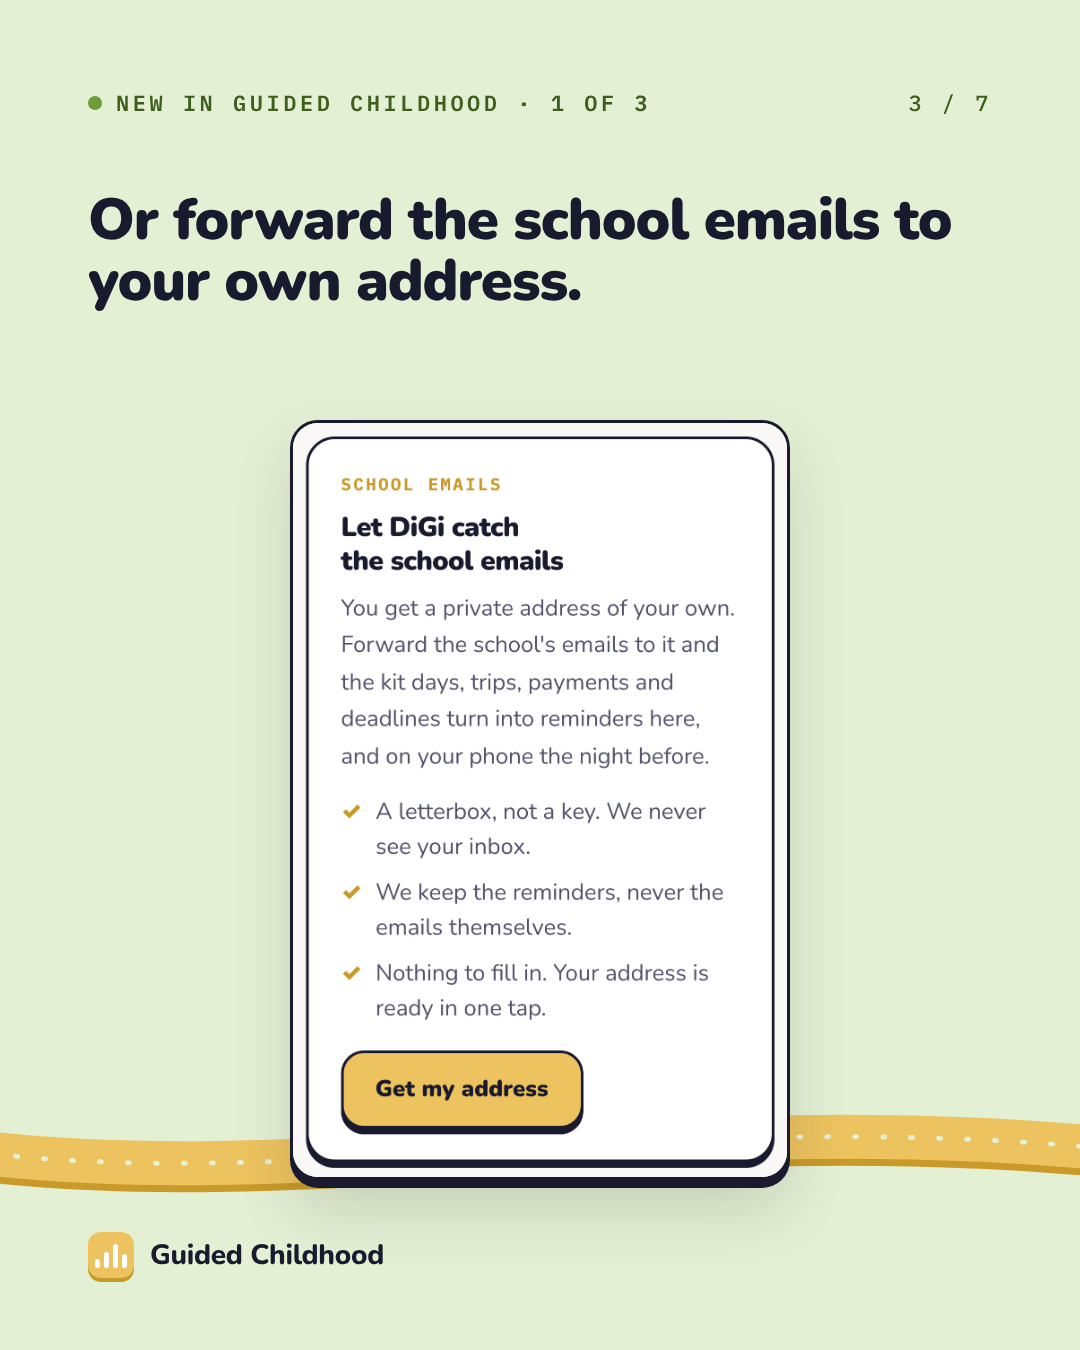 NEW IN GUIDED CHILDHOOD · 1 OF 3
3 / 7
Or forward the school emails to
your own address.
SCHOOL EMAILS
Let DiGi catch
the school emails
You get a private address of your own.
Forward the school's emails to it and
the kit days, trips, payments and
deadlines turn into reminders here,
and on your phone the night before.
A letterbox, not a key. We never
see your inbox.
We keep the reminders, never the
emails themselves.
Nothing to fill in. Your address is
ready in one tap.
Get my address
Guided Childhood